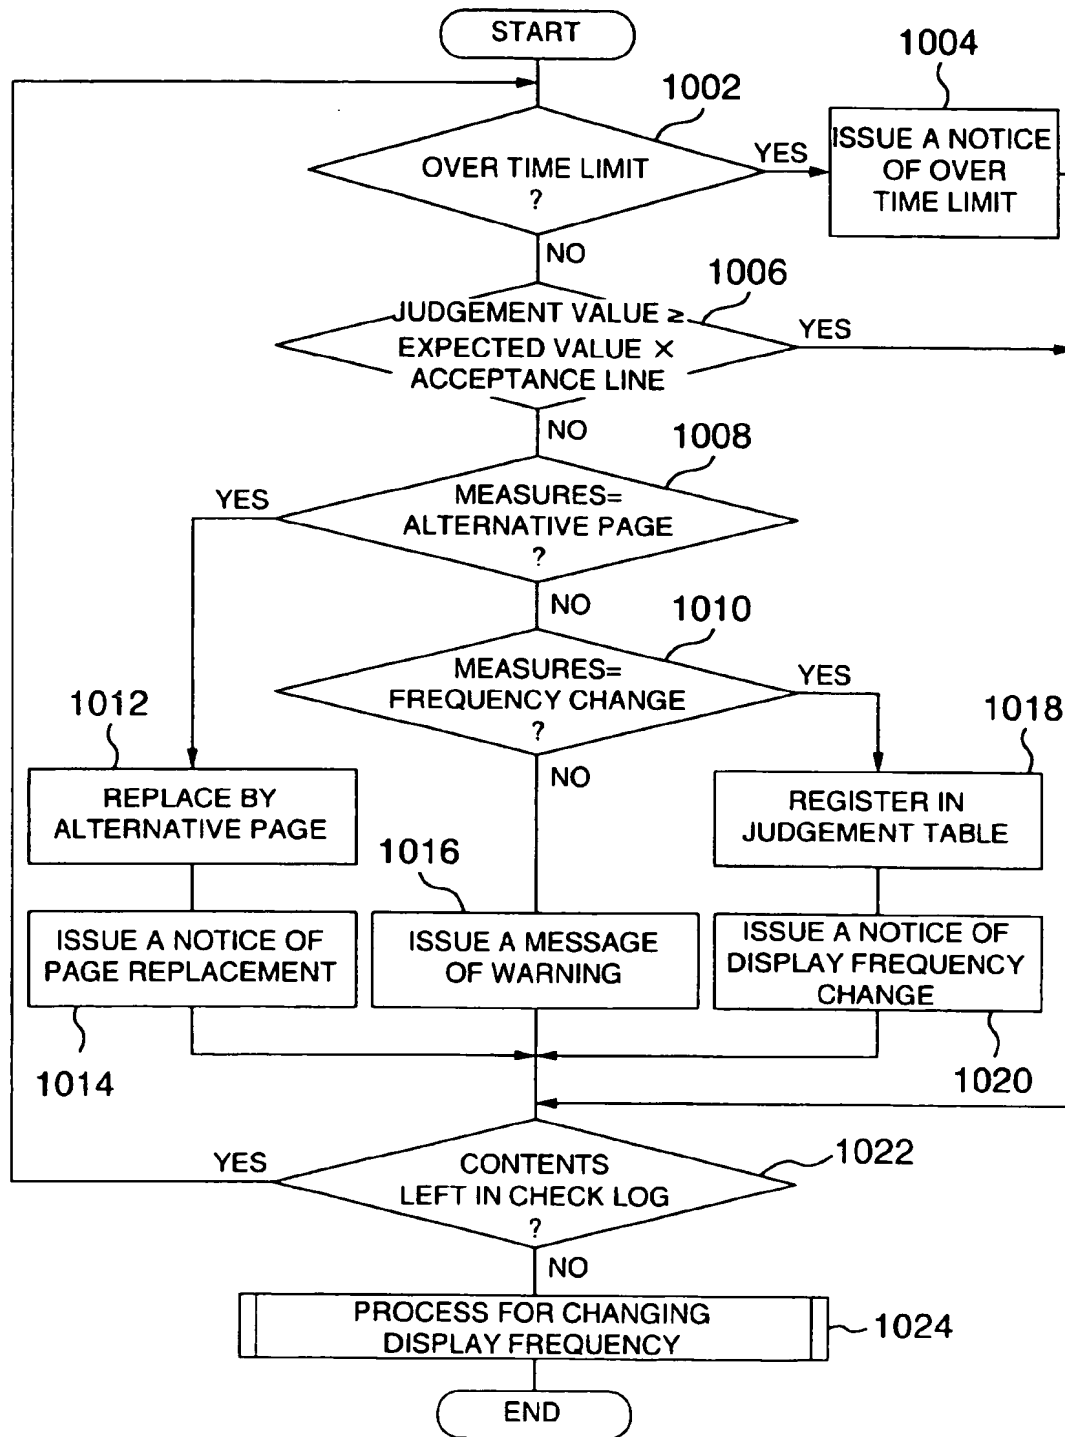 START
1002
1004
OVER TIME LIMIT
?
YES
ISSUE A NOTICE
OF OVER
TIME LIMIT
NO
1006
JUDGEMENT VALUE ≥
EXPECTED VALUE ×
ACCEPTANCE LINE
YES
NO
1008
YES
MEASURES=
ALTERNATIVE PAGE
?
NO
1010
MEASURES=
FREQUENCY CHANGE
?
YES
NO
1012
REPLACE BY
ALTERNATIVE PAGE
1018
REGISTER IN
JUDGEMENT TABLE
1016
ISSUE A NOTICE OF
PAGE REPLACEMENT
1014
ISSUE A MESSAGE
OF WARNING
ISSUE A NOTICE OF
DISPLAY FREQUENCY
CHANGE
1020
YES
CONTENTS
LEFT IN CHECK LOG
?
1022
NO
PROCESS FOR CHANGING
DISPLAY FREQUENCY
1024
END